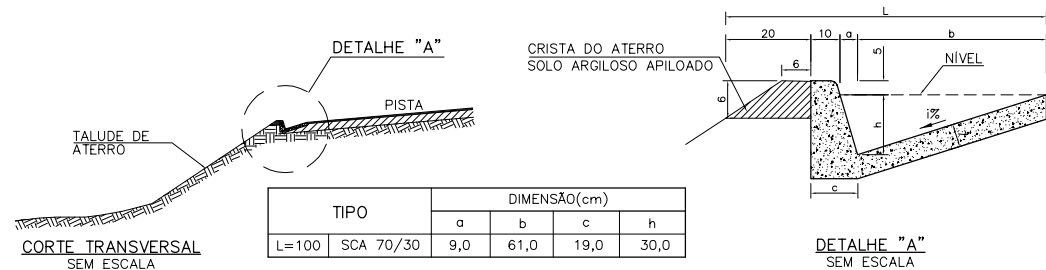 DETALHE "A"
PISTA
TALUDE DE
ATERRO
CORTE TRANSVERSAL
SEM ESCALA
TIPO
DIMENSÃO(cm)
a b c h
L=100 SCA 70/30 9,0 61,0 19,0 30,0
L
20 10 a b
CRISTA DO ATERRO
SOLO ARGILOSO APILOADO
6
5
NÍVEL
6
i%
h
c
DETALHE "A"
SEM ESCALA